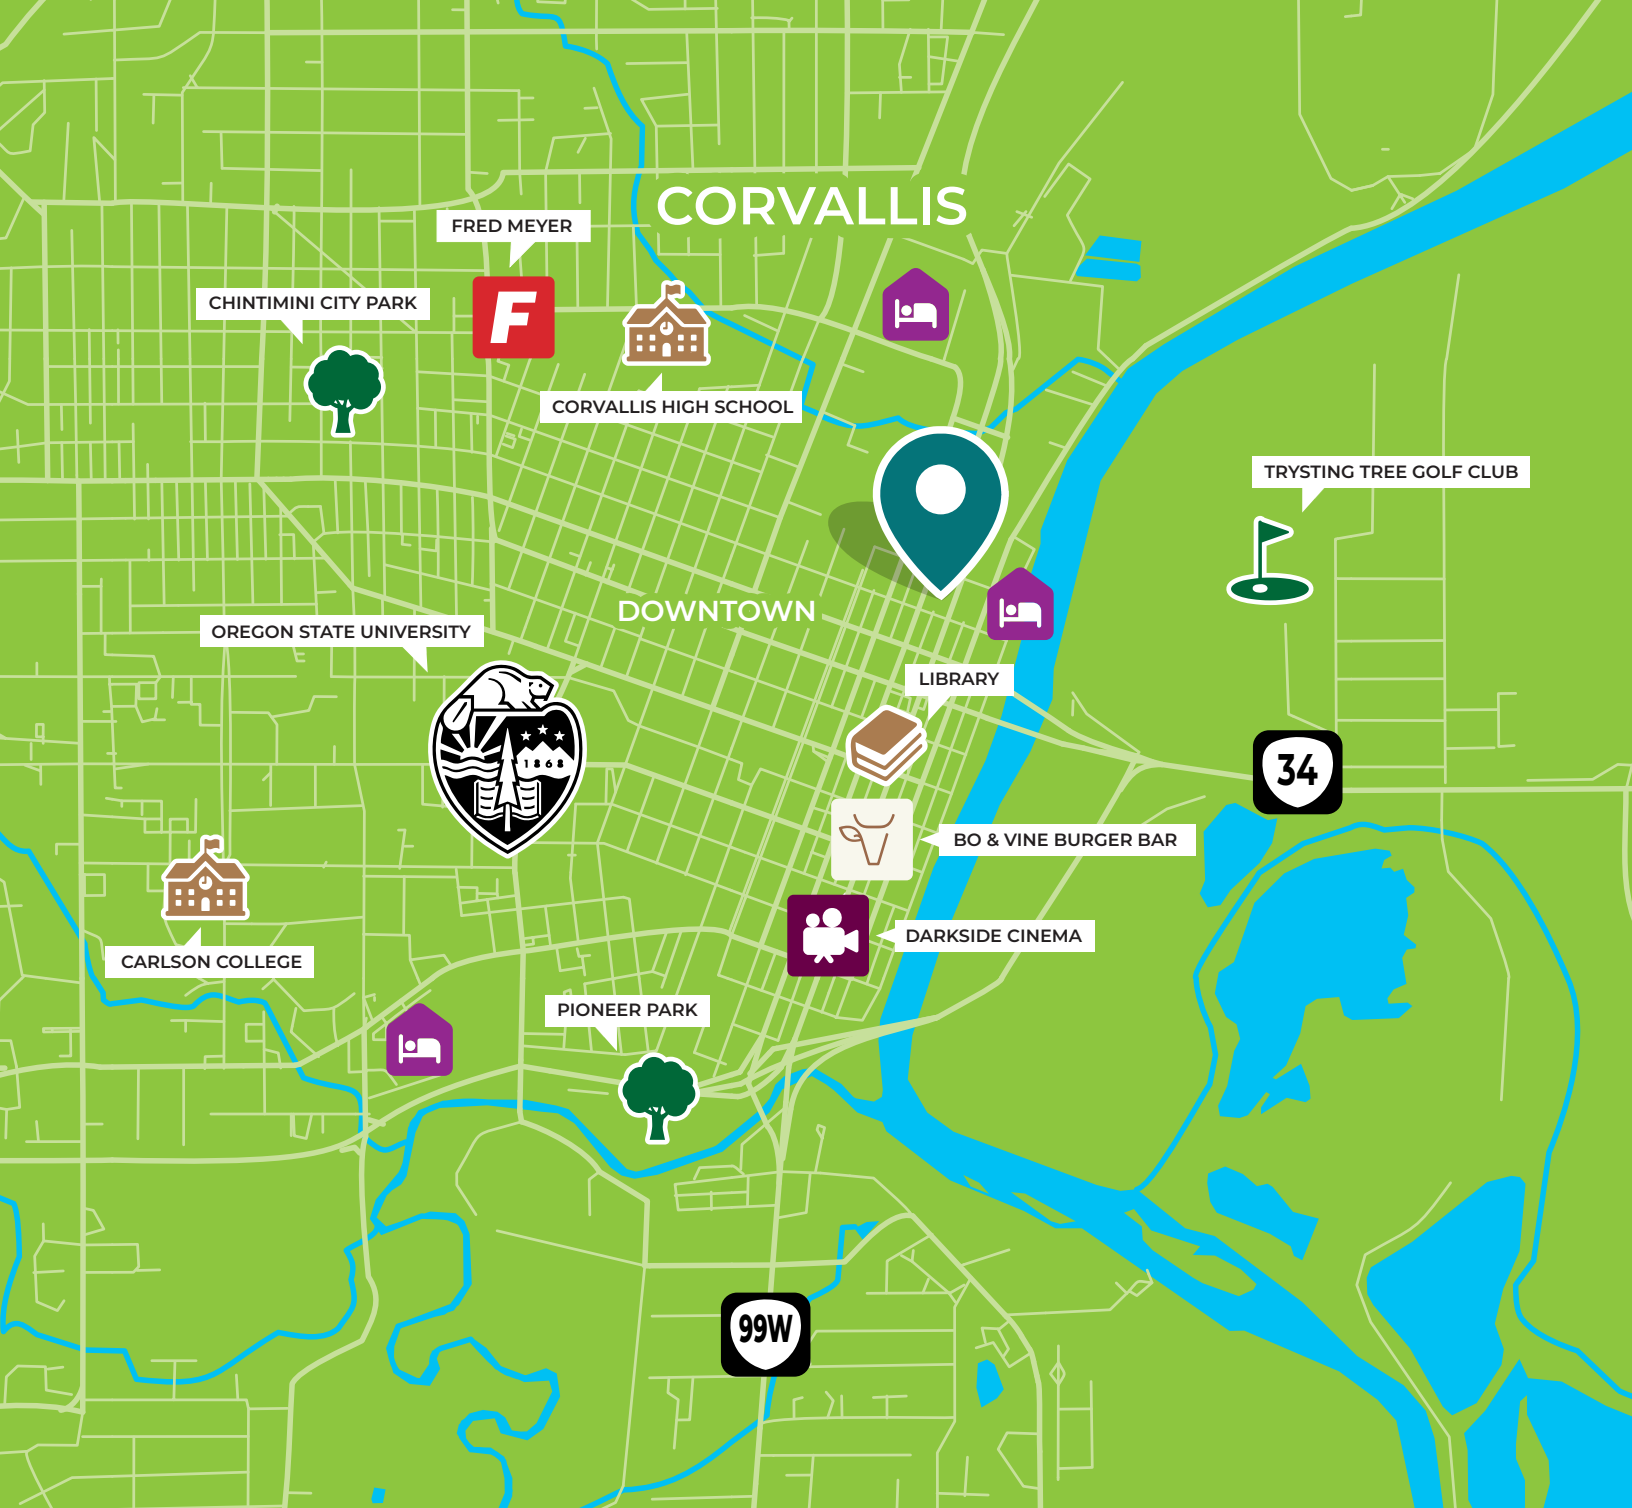 CORVALLIS
FRED MEYER
F
CHINTIMINI CITY PARK
CORVALLIS HIGH SCHOOL
TRYSTING TREE GOLF CLUB
DOWNTOWN
OREGON STATE UNIVERSITY
LIBRARY
1868
34
BO & VINE BURGER BAR
DARKSIDE CINEMA
CARLSON COLLEGE
PIONEER PARK
99W